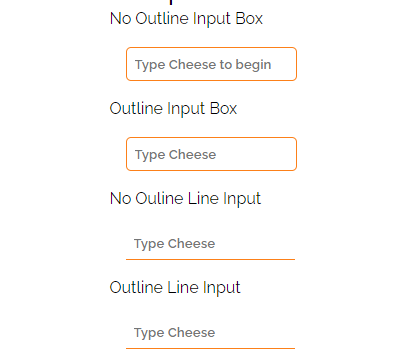 No Outline Input Box
Type Cheese to begin
Outline Input Box
Type Cheese
No Ouline Line Input
Type Cheese
Outline Line Input
Type Cheese